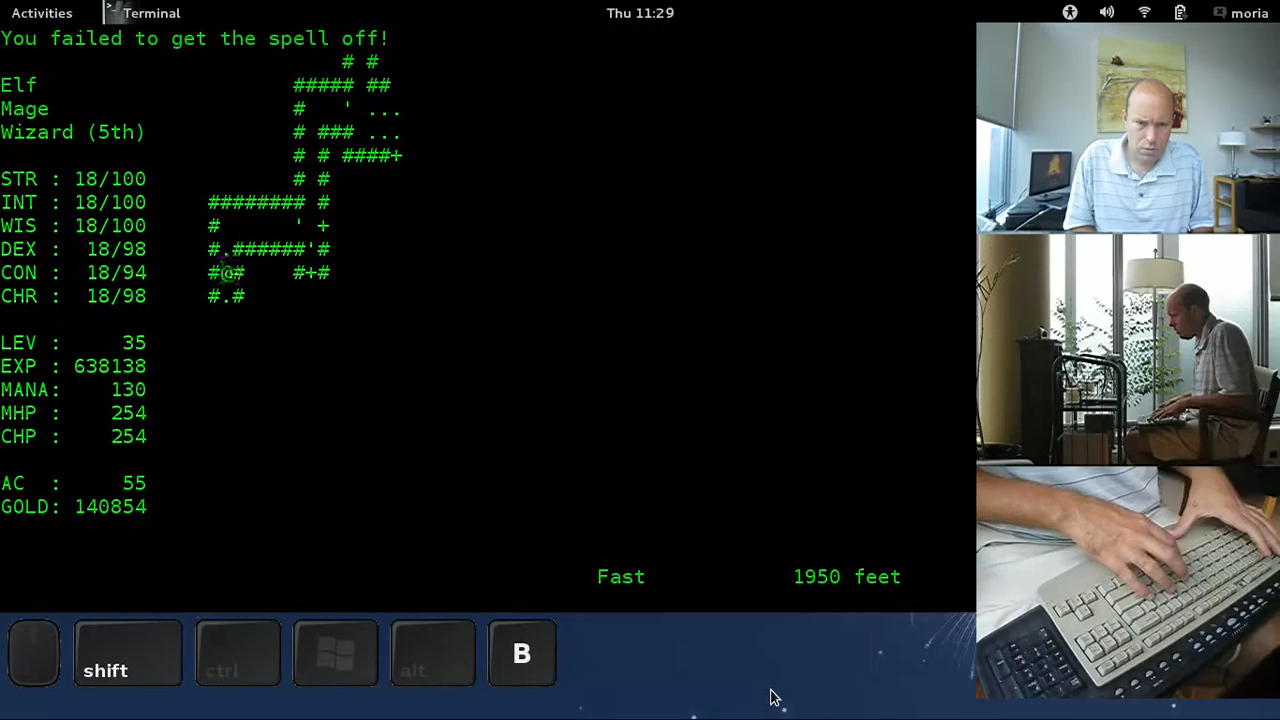 Activities Terminal Thu 11:29 moria
You failed to get the spell off!
# #
Elf ##### ##
Mage # ' ...
Wizard (5th) # ### ...
# # ####+
STR : 18/100 # #
INT : 18/100 ######## #
WIS : 18/100 # ' +
DEX : 18/98 #.######'#
CON : 18/94 #@# #+#
CHR : 18/98 #.#
LEV : 35
EXP : 638138
MANA: 130
MHP : 254
CHP : 254
AC : 55
GOLD: 140854
Fast 1950 feet
shift ctrl alt B